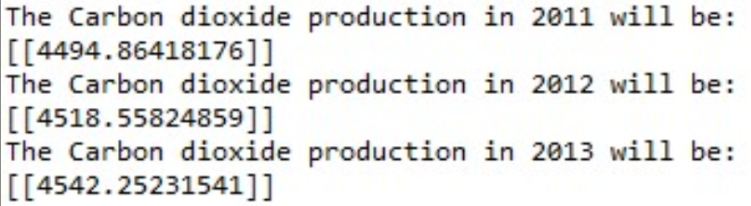 The Carbon dioxide production in 2011 will be:
[[4494.86418176]]
The Carbon dioxide production in 2012 will be:
[[4518.55824859]]
The Carbon dioxide production in 2013 will be:
[[4542.25231541]]